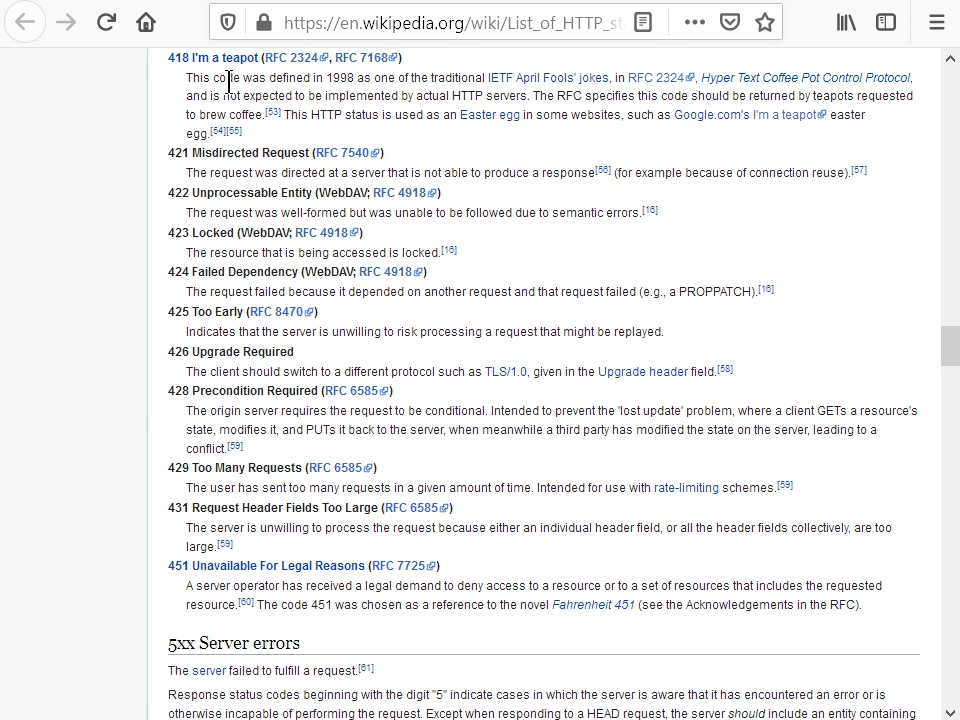 https://en.wikipedia.org/wiki/List_of_HTTP_st
418 I'm a teapot (RFC 2324, RFC 7168)
This code was defined in 1998 as one of the traditional IETF April Fools' jokes, in RFC 2324, Hyper Text Coffee Pot Control Protocol,
and is not expected to be implemented by actual HTTP servers. The RFC specifies this code should be returned by teapots requested
to brew coffee.[53] This HTTP status is used as an Easter egg in some websites, such as Google.com's I'm a teapot easter
egg.[54][55]
421 Misdirected Request (RFC 7540)
The request was directed at a server that is not able to produce a response[56] (for example because of connection reuse).[57]
422 Unprocessable Entity (WebDAV; RFC 4918)
The request was well-formed but was unable to be followed due to semantic errors.[16]
423 Locked (WebDAV; RFC 4918)
The resource that is being accessed is locked.[16]
424 Failed Dependency (WebDAV; RFC 4918)
The request failed because it depended on another request and that request failed (e.g., a PROPPATCH).[16]
425 Too Early (RFC 8470)
Indicates that the server is unwilling to risk processing a request that might be replayed.
426 Upgrade Required
The client should switch to a different protocol such as TLS/1.0, given in the Upgrade header field.[58]
428 Precondition Required (RFC 6585)
The origin server requires the request to be conditional. Intended to prevent the 'lost update' problem, where a client GETs a resource's
state, modifies it, and PUTs it back to the server, when meanwhile a third party has modified the state on the server, leading to a
conflict.[59]
429 Too Many Requests (RFC 6585)
The user has sent too many requests in a given amount of time. Intended for use with rate-limiting schemes.[59]
431 Request Header Fields Too Large (RFC 6585)
The server is unwilling to process the request because either an individual header field, or all the header fields collectively, are too
large.[59]
451 Unavailable For Legal Reasons (RFC 7725)
A server operator has received a legal demand to deny access to a resource or to a set of resources that includes the requested
resource.[60] The code 451 was chosen as a reference to the novel Fahrenheit 451 (see the Acknowledgements in the RFC).
5xx Server errors
The server failed to fulfill a request.[61]
Response status codes beginning with the digit "5" indicate cases in which the server is aware that it has encountered an error or is
otherwise incapable of performing the request. Except when responding to a HEAD request, the server should include an entity containing